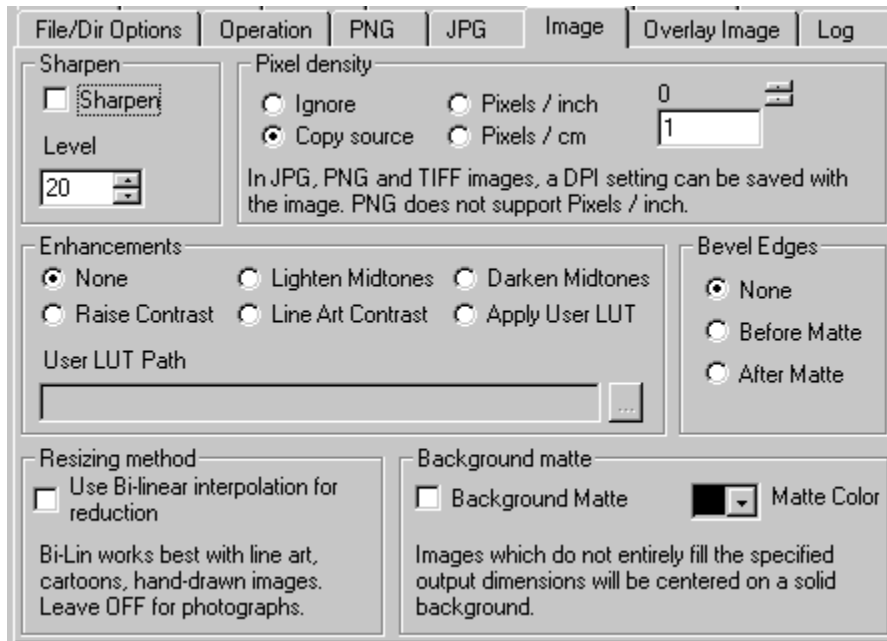 File/Dir Options Operation PNG JPG Image Overlay Image Log
Sharpen
Sharpen
Level
20
Pixel density
Ignore Pixels / inch
Copy source Pixels / cm
0
1
In JPG, PNG and TIFF images, a DPI setting can be saved with
the image. PNG does not support Pixels / inch.
Enhancements
None Lighten Midtones Darken Midtones
Raise Contrast Line Art Contrast Apply User LUT
User LUT Path
...
Bevel Edges
None
Before Matte
After Matte
Resizing method
Use Bi-linear interpolation for
reduction
Bi-Lin works best with line art,
cartoons, hand-drawn images.
Leave OFF for photographs.
Background matte
Background Matte Matte Color
Images which do not entirely fill the specified
output dimensions will be centered on a solid
background.